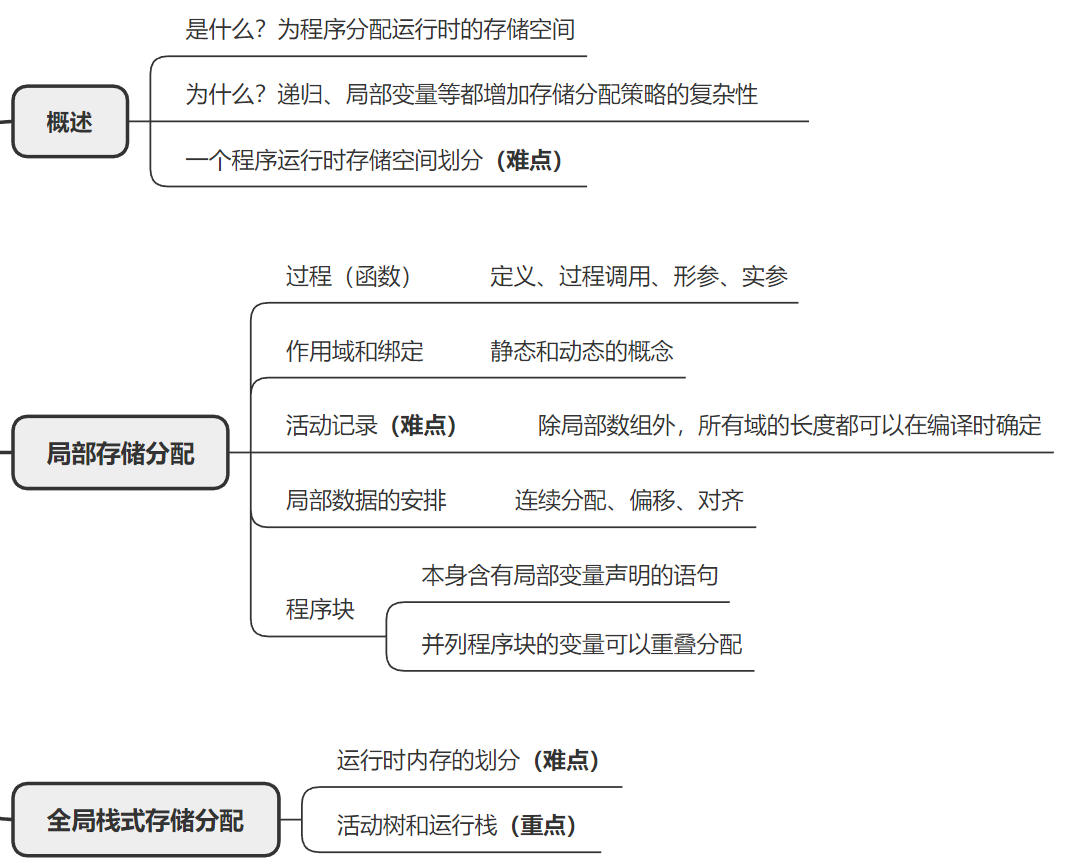 概述
是什么？为程序分配运行时的存储空间
为什么？递归、局部变量等都增加存储分配策略的复杂性
一个程序运行时存储空间划分（难点）
局部存储分配
过程（函数） 定义、过程调用、形参、实参
作用域和绑定 静态和动态的概念
活动记录（难点） 除局部数组外，所有域的长度都可以在编译时确定
局部数据的安排 连续分配、偏移、对齐
程序块
本身含有局部变量声明的语句
并列程序块的变量可以重叠分配
全局栈式存储分配
运行时内存的划分（难点）
活动树和运行栈（重点）